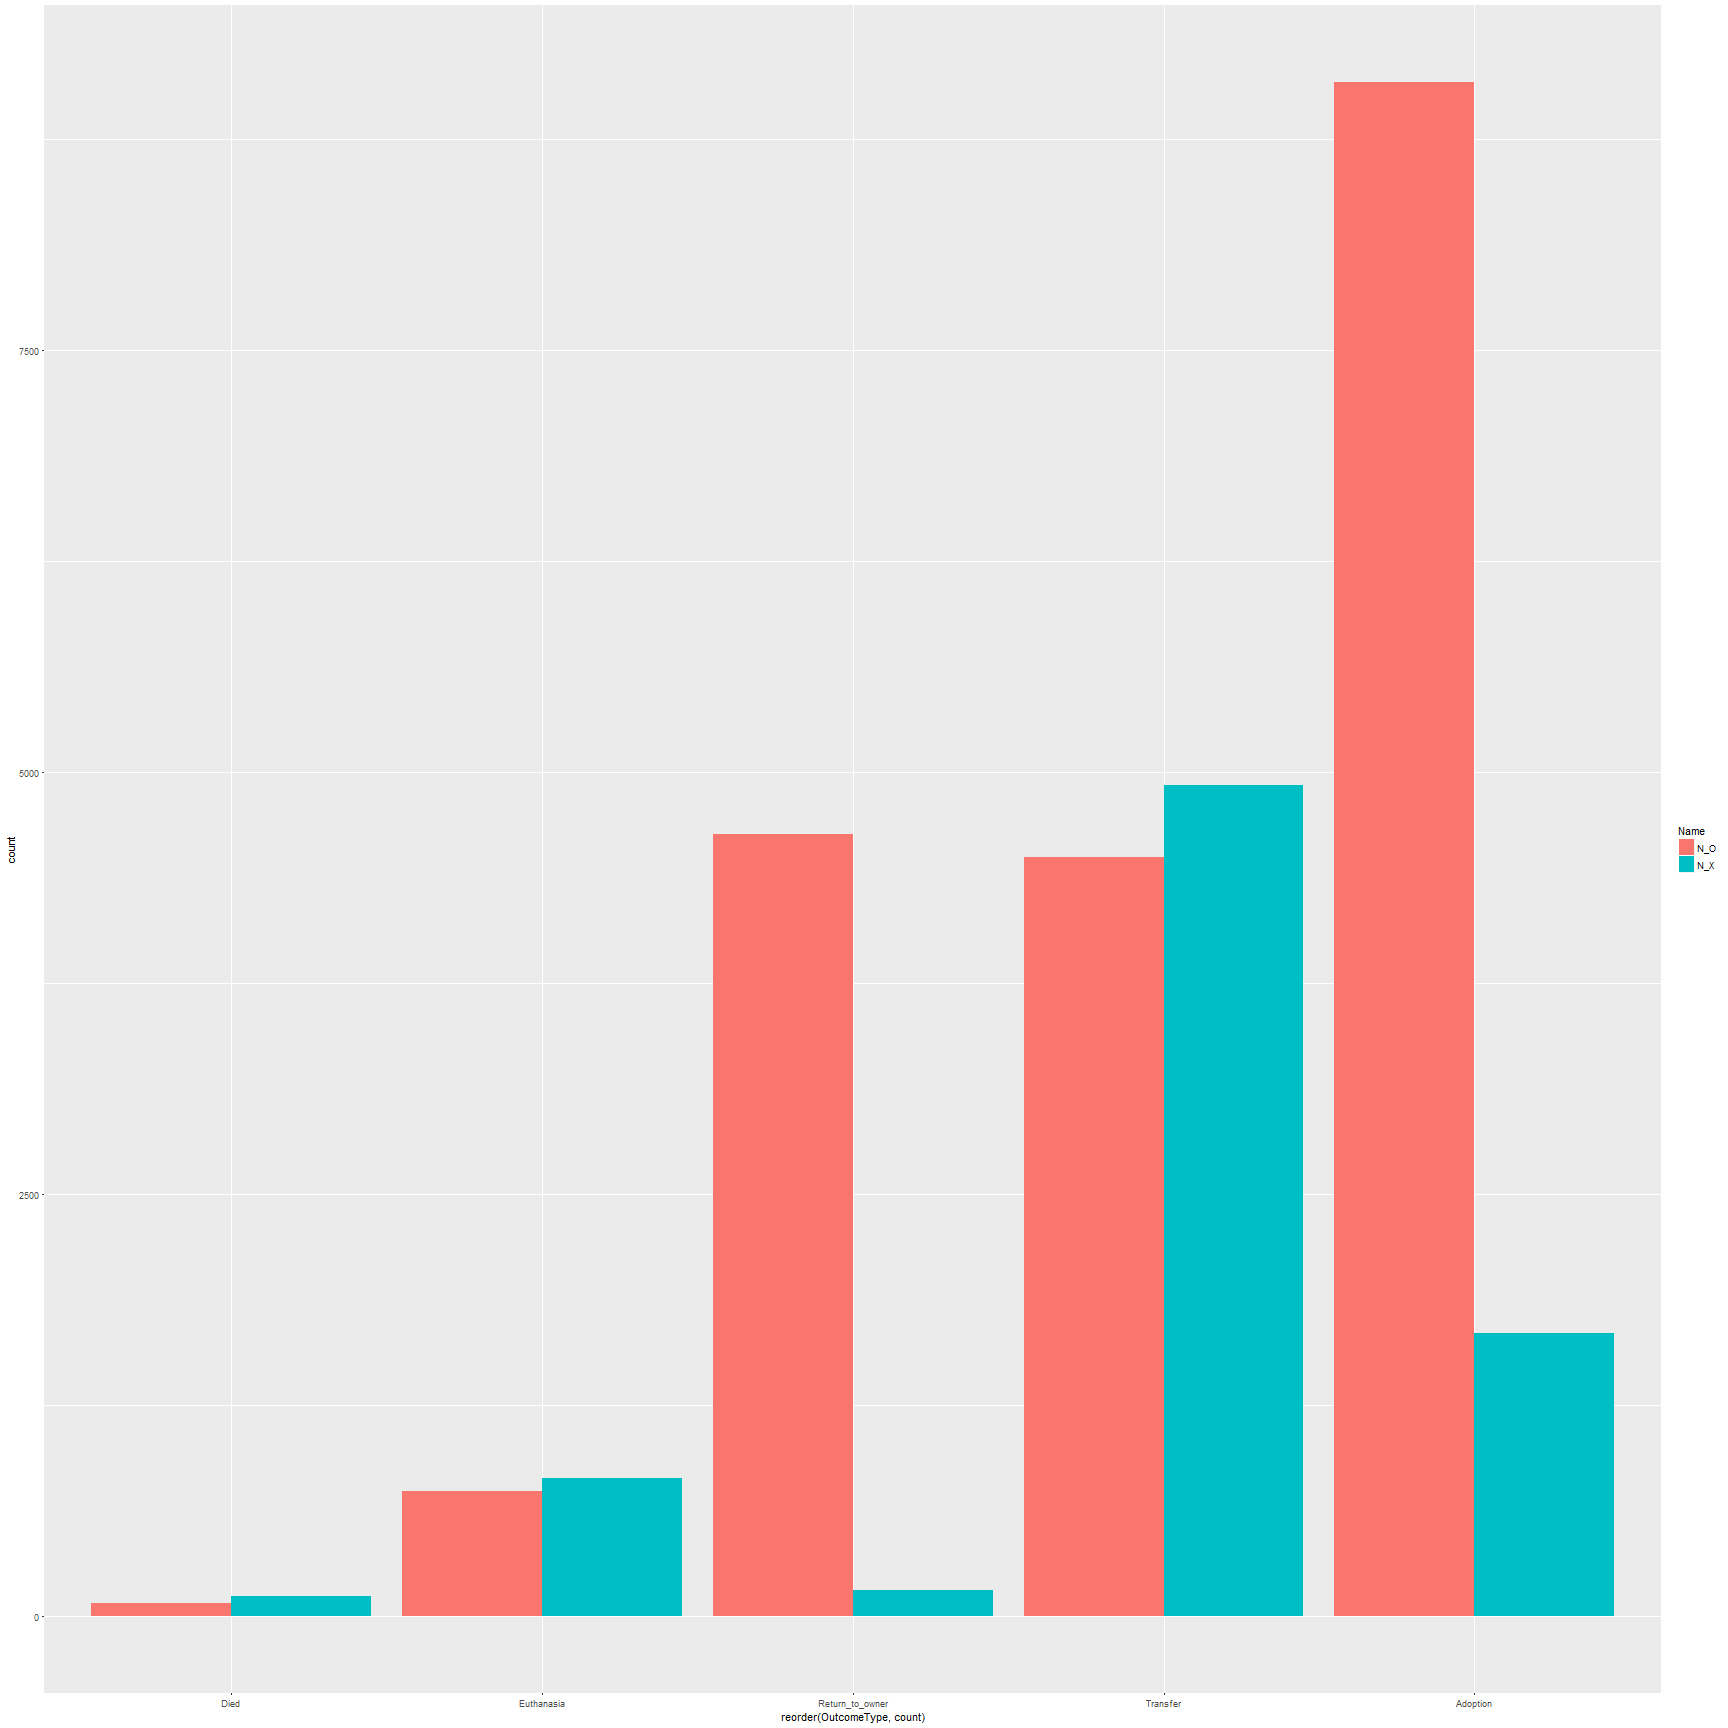 7500
5000
2500
0
count
Died Euthanasia Return_to_owner Transfer Adoption
reorder(OutcomeType, count)
Name
N_O
N_X